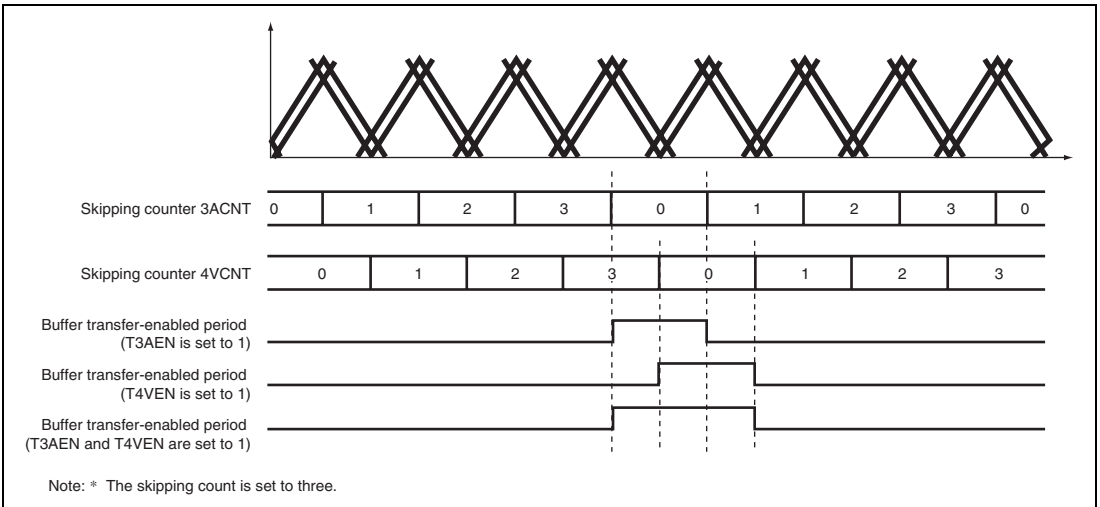 Skipping counter 3ACNT 0 1 2 3 0 1 2 3 0
Skipping counter 4VCNT 0 1 2 3 0 1 2 3
Buffer transfer-enabled period
(T3AEN is set to 1)
Buffer transfer-enabled period
(T4VEN is set to 1)
Buffer transfer-enabled period
(T3AEN and T4VEN are set to 1)
Note: * The skipping count is set to three.